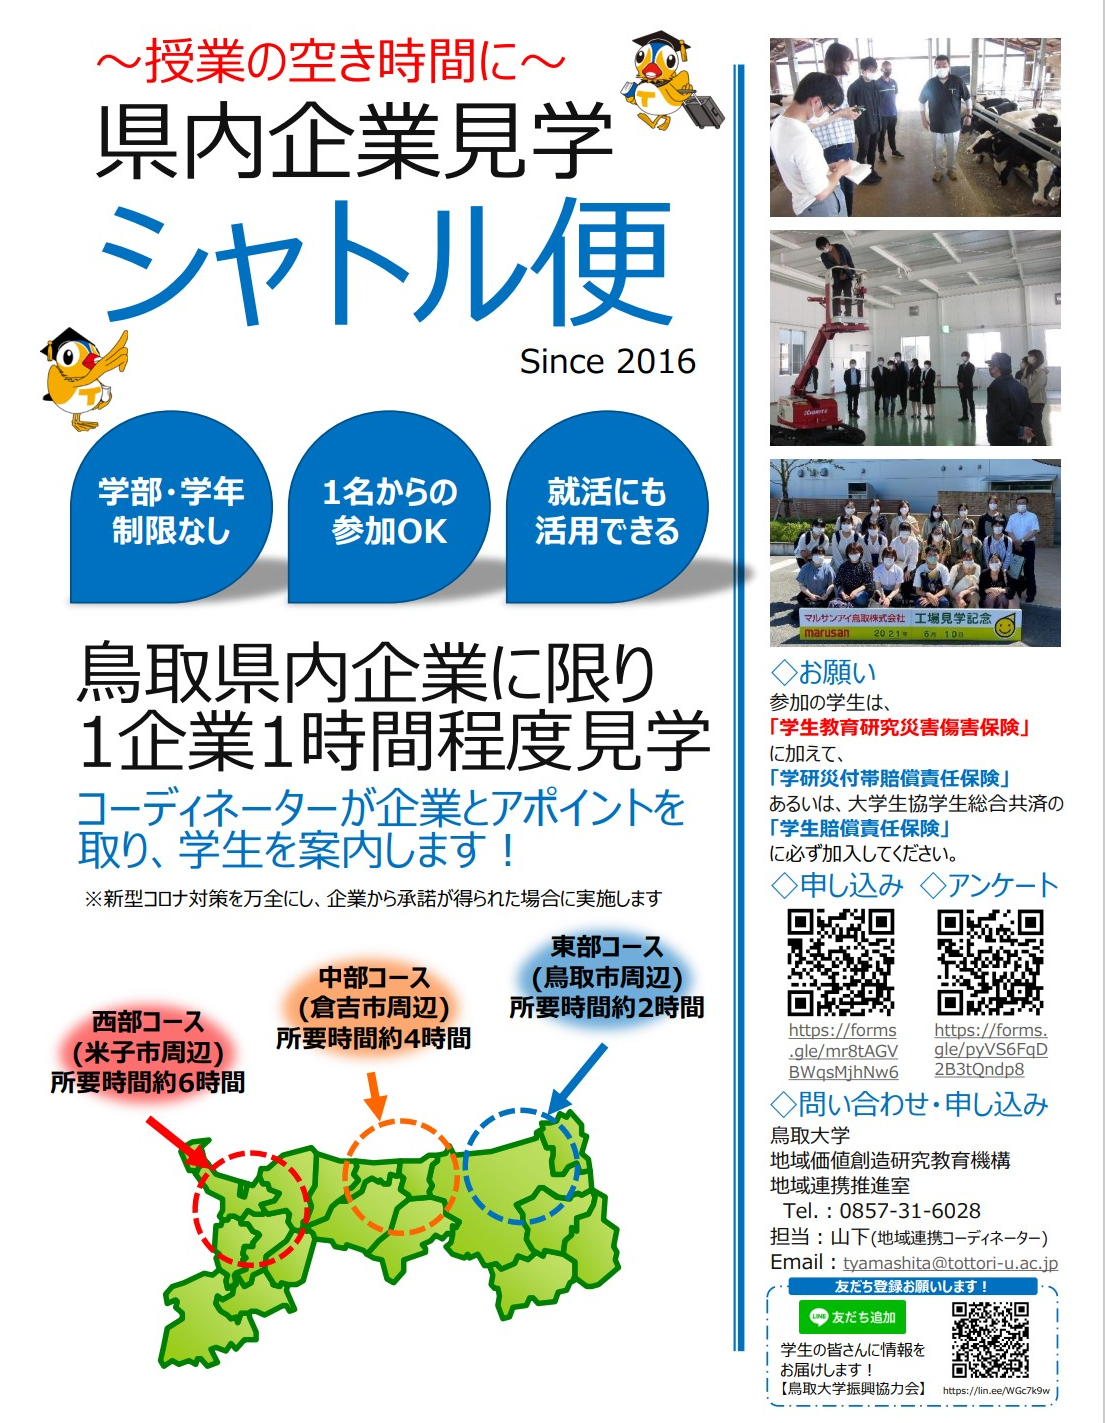 ～授業の空き時間に～
県内企業見学
シャトル便
Since 2016
学部・学年
制限なし
1名からの
参加OK
就活にも
活用できる
鳥取県内企業に限り
1企業1時間程度見学
コーディネーターが企業とアポイントを
取り、学生を案内します！
※新型コロナ対策を万全にし、企業から承諾が得られた場合に実施します
東部コース
(鳥取市周辺)
所要時間約2時間
中部コース
(倉吉市周辺)
所要時間約4時間
西部コース
(米子市周辺)
所要時間約6時間
マルサンアイ鳥取株式会社 工場見学記念
marusan 2021年 6月10日
◇お願い
参加の学生は、
「学生教育研究災害傷害保険」
に加えて、
「学研災付帯賠償責任保険」
あるいは、大学生協学生総合共済の
「学生賠償責任保険」
に必ず加入してください。
◇申し込み ◇アンケート
https://forms
.gle/mr8tAGV
BWqsMjhNw6
https://forms.
gle/pyVS6FqD
2B3tQndp8
◇問い合わせ・申し込み
鳥取大学
地域価値創造研究教育機構
地域連携推進室
Tel.：0857-31-6028
担当：山下(地域連携コーディネーター)
Email：tyamashita@tottori-u.ac.jp
友だち登録お願いします！
LINE 友だち追加
学生の皆さんに情報を
お届けします！
【鳥取大学振興協力会】
https://lin.ee/WGc7k9w